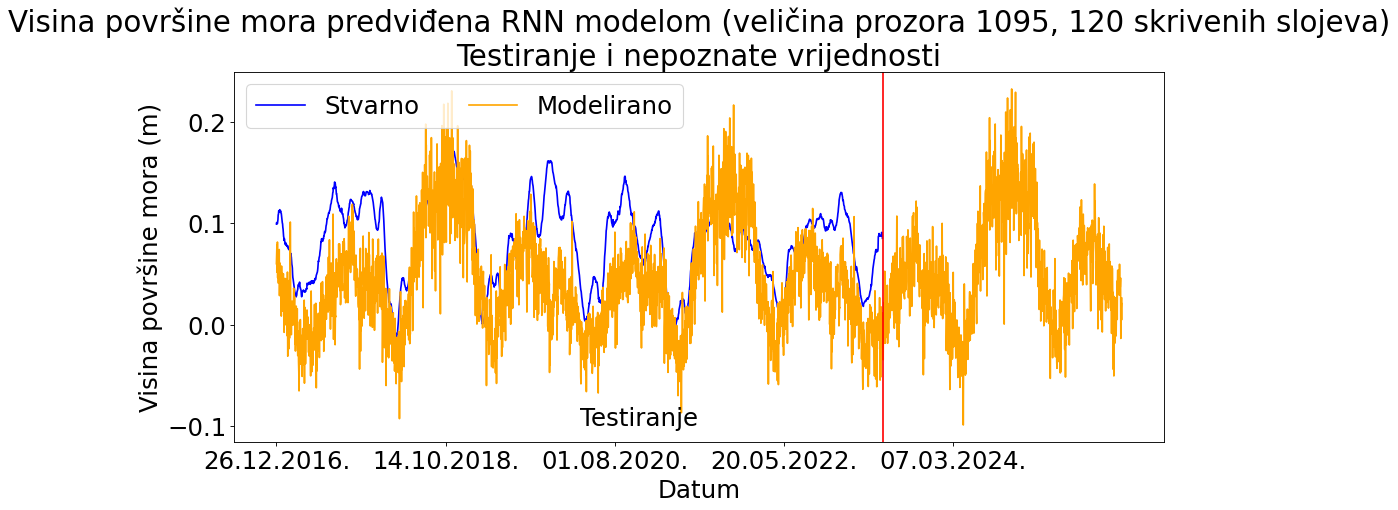 Visina površine mora predviđena RNN modelom (veličina prozora 1095, 120 skrivenih slojeva)
Testiranje i nepoznate vrijednosti
Stvarno
Modelirano
Visina površine mora (m)
0.2
0.1
0.0
−0.1
Testiranje
26.12.2016.
14.10.2018.
01.08.2020.
20.05.2022.
07.03.2024.
Datum